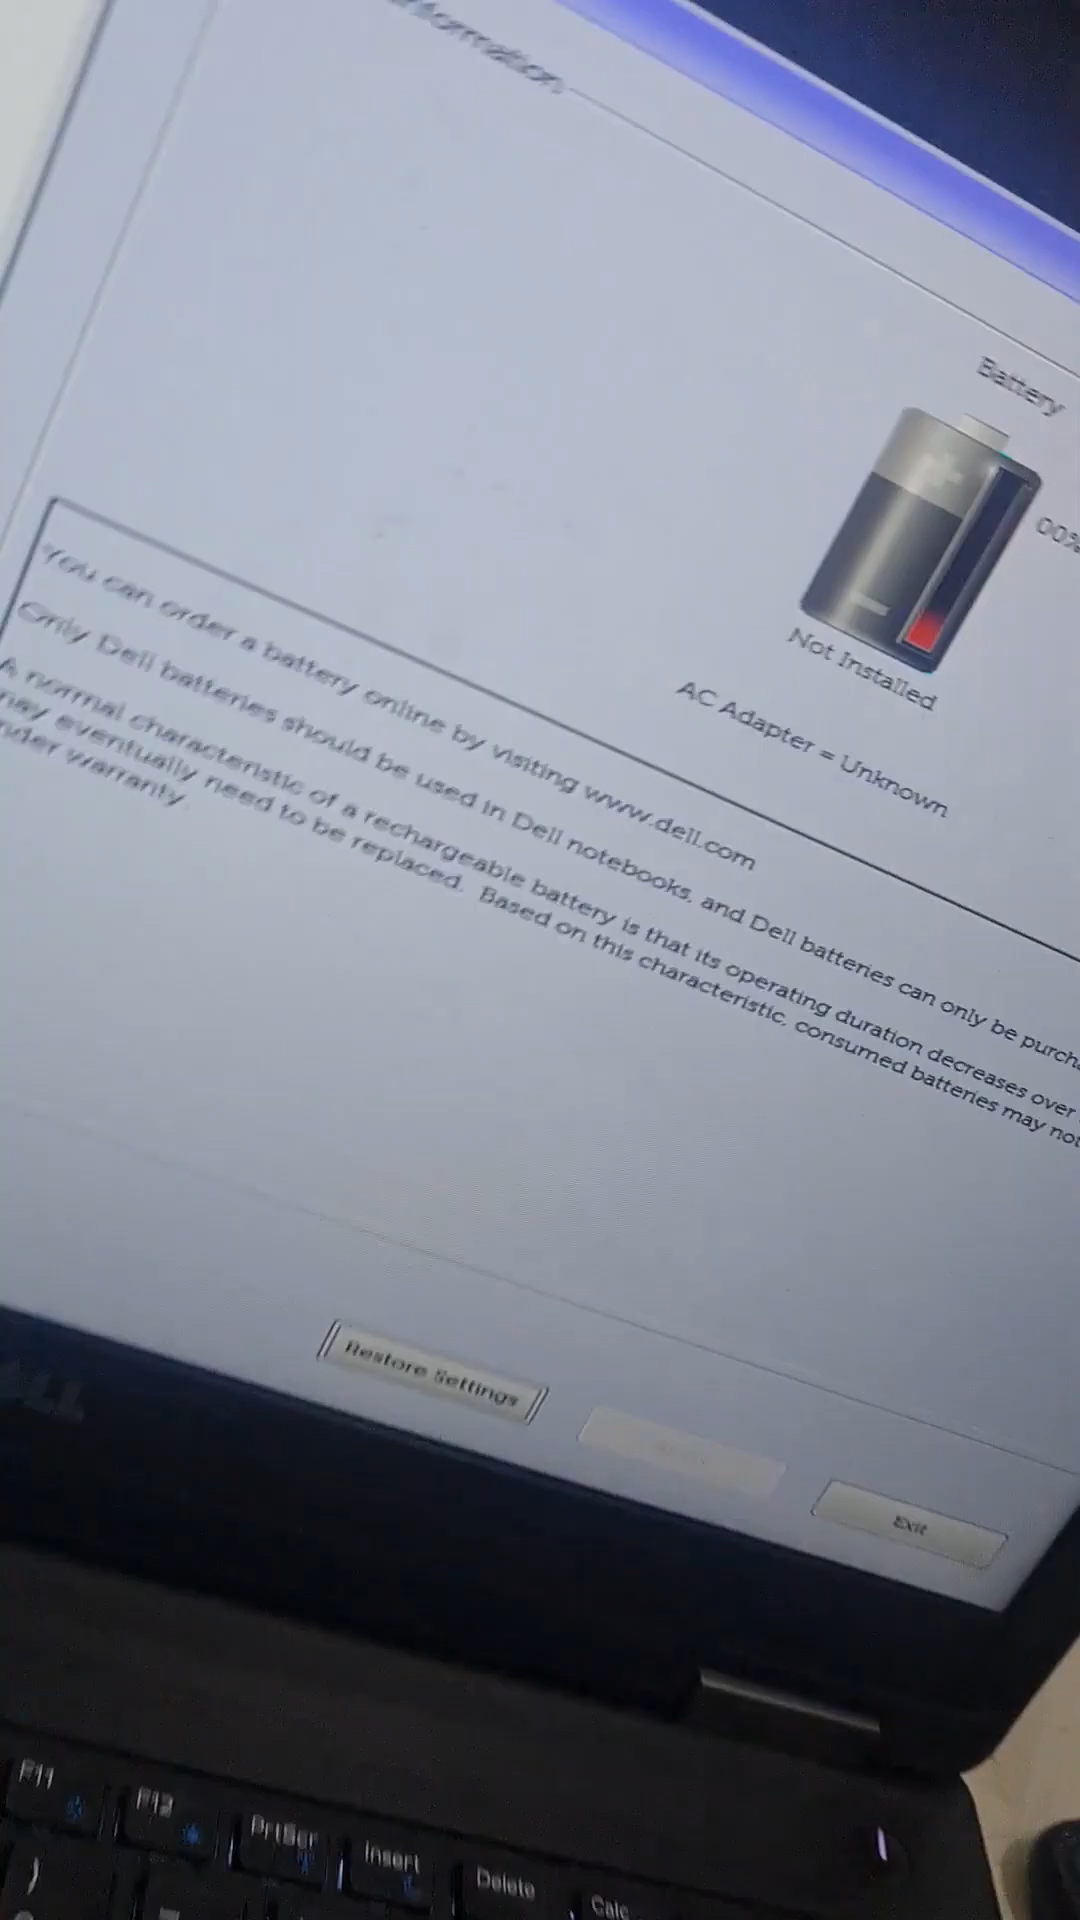 Battery
Not Installed
AC Adapter = Unknown
You can order a battery online by visiting www.dell.com
Only Dell batteries should be used in Dell notebooks, and Dell batteries can only be
A normal characteristic of a rechargeable battery is that its operating duration decreases over
may eventually need to be replaced. Based on this characteristic, consumed batteries may not
warranty.
Restore Settings
Exit
F11
F12
PrtScr
Insert
Delete
Calc